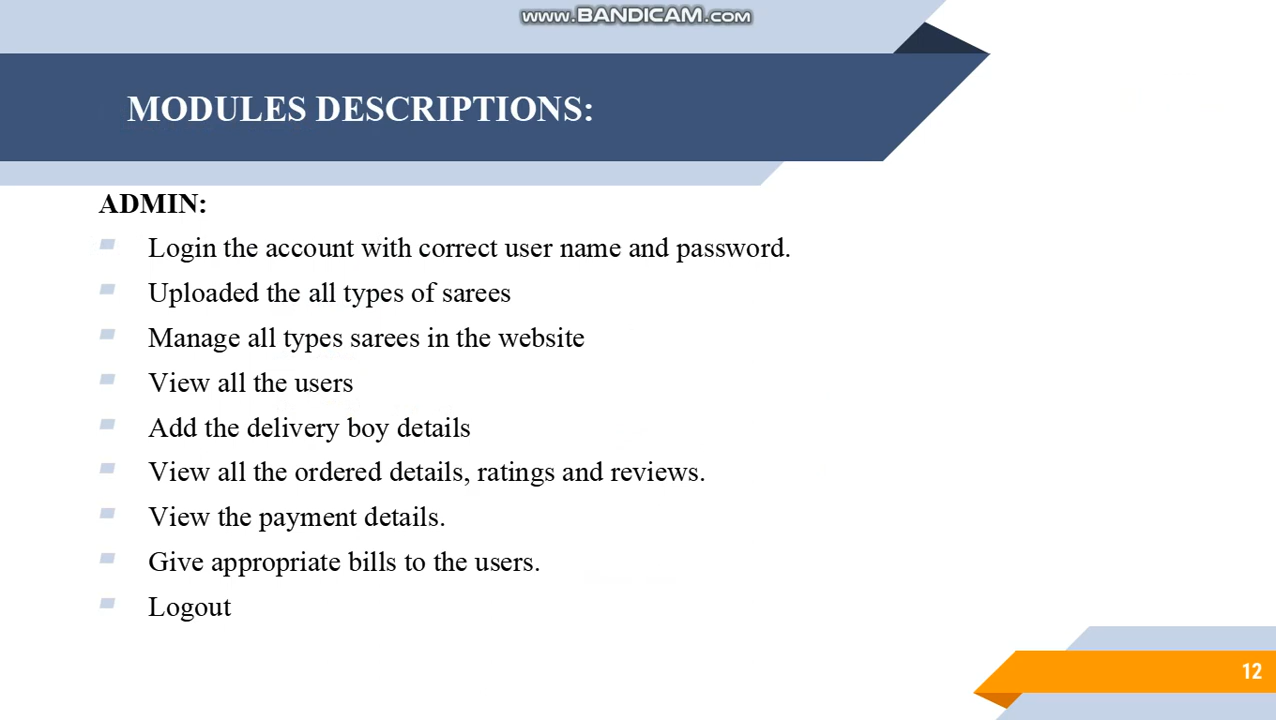 www.BANDICAM.com
MODULES DESCRIPTIONS:
ADMIN:
Login the account with correct user name and password.
Uploaded the all types of sarees
Manage all types sarees in the website
View all the users
Add the delivery boy details
View all the ordered details, ratings and reviews.
View the payment details.
Give appropriate bills to the users.
Logout
12